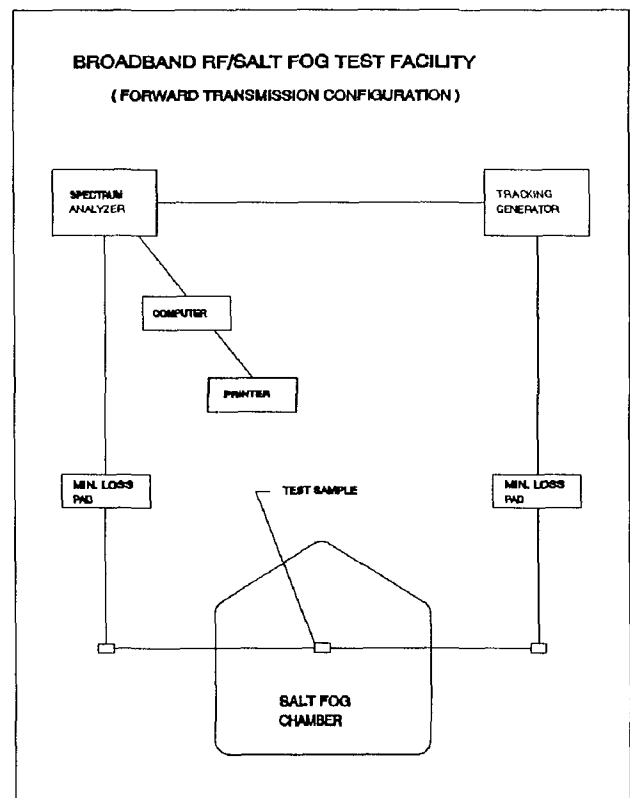 BROADBAND RF/SALT FOG TEST FACILITY
( FORWARD TRANSMISSION CONFIGURATION )
SPECTRUM
ANALYZER
TRACKING
GENERATOR
COMPUTER
PRINTER
MIN. LOSS
PAD
TEST SAMPLE
MIN. LOSS
PAD
SALT FOG
CHAMBER